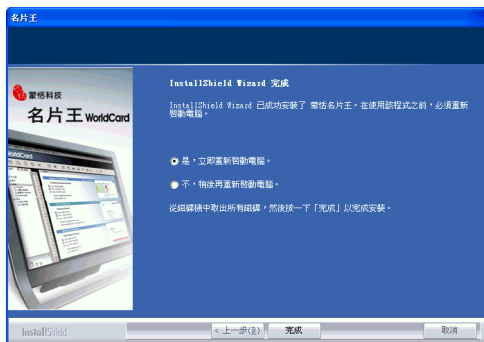 名片王
InstallShield Wizard 完成
蒙恬科技
名片王 WorldCard
InstallShield Wizard 已成功安裝了 蒙恬名片王。在使用該程式之前，必須重新
啟動電腦。
是，立即重新啟動電腦。
不，稍後再重新啟動電腦。
從磁碟機中取出所有磁碟，然後按一下「完成」以完成安裝。
InstallShield
< 上一步(B) 完成 取消